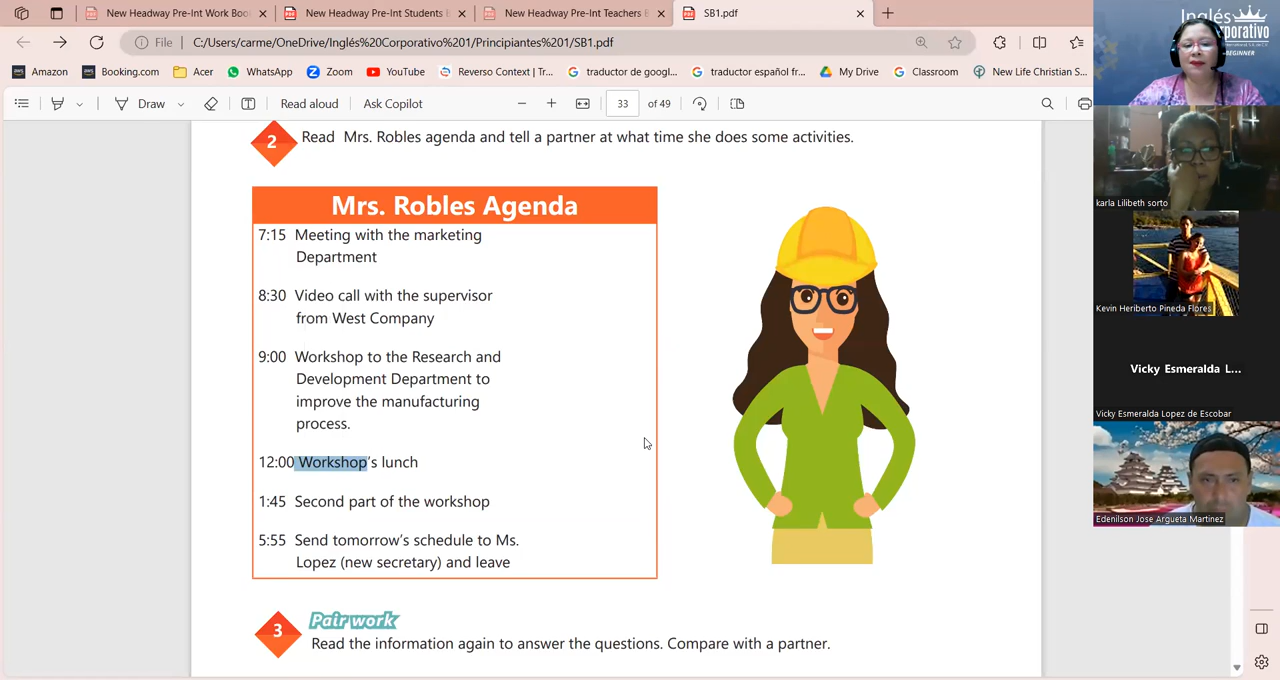 New Headway Pre-Int Work Boo
New Headway Pre-Int Students B
New Headway Pre-Int Teachers B
SB1.pdf
File
C:/Users/carme/OneDrive/Inglés%20Corporativo%201/Principiantes%201/SB1.pdf
Amazon
Booking.com
Acer
WhatsApp
Zoom
YouTube
Reverso Context | Tr...
traductor de googl...
traductor español fr...
My Drive
Classroom
New Life Christian S...
Draw
Read aloud
Ask Copilot
33 of 49
2 Read Mrs. Robles agenda and tell a partner at what time she does some activities.
Mrs. Robles Agenda
7:15 Meeting with the marketing
Department
8:30 Video call with the supervisor
from West Company
9:00 Workshop to the Research and
Development Department to
improve the manufacturing
process.
12:00 Workshop's lunch
1:45 Second part of the workshop
5:55 Send tomorrow's schedule to Ms.
Lopez (new secretary) and leave
3 Pair work
Read the information again to answer the questions. Compare with a partner.
Inglés
karla Lilibeth sorto
Kevin Heriberto Pineda Flores
Vicky Esmeralda L...
Vicky Esmeralda Lopez de Escobar
Edenilson Jose Argueta Martinez